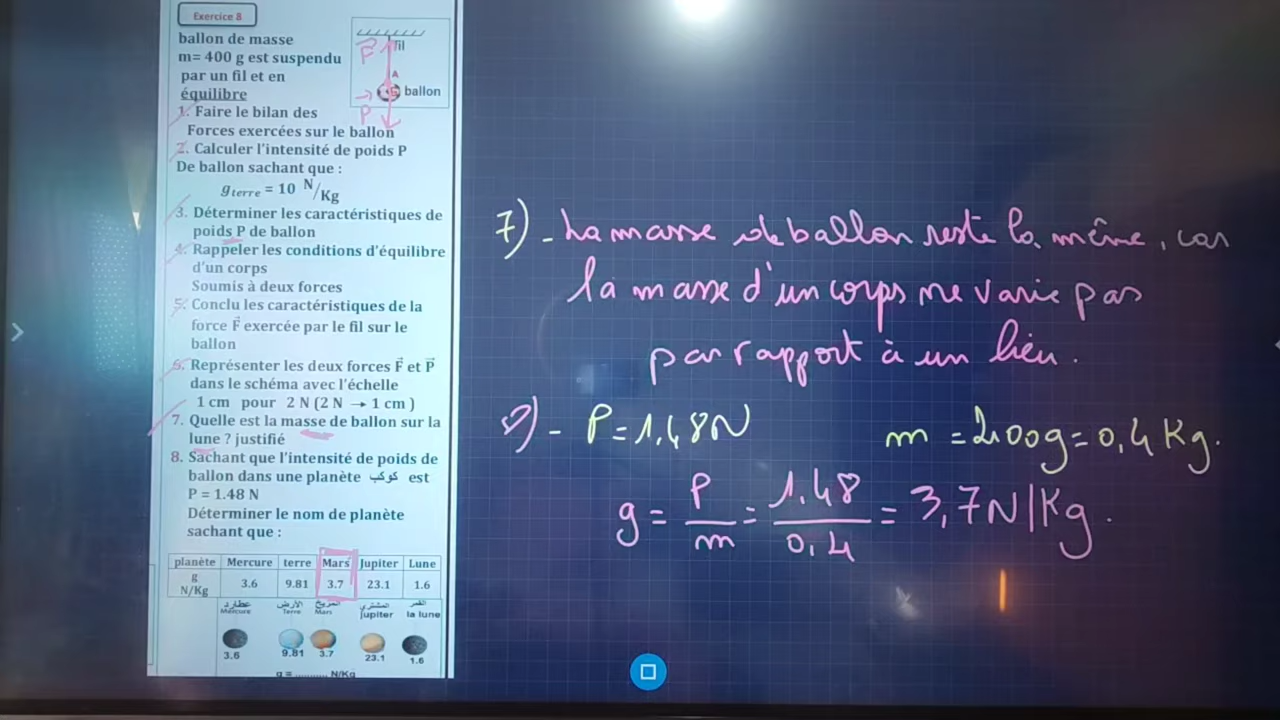 Exercice 8
ballon de masse
m= 400 g est suspendu
par un fil et en
équilibre
F
fil
A
ballon
P
1. Faire le bilan des
Forces exercées sur le ballon
2. Calculer l'intensité de poids P
De ballon sachant que :
g terre = 10 N/Kg
3. Déterminer les caractéristiques de
poids P de ballon
4. Rappeler les conditions d'équilibre
d'un corps
Soumis à deux forces
5. Conclu les caractéristiques de la
force F⃗ exercée par le fil sur le
ballon
6. Représenter les deux forces F⃗ et P⃗
dans le schéma avec l'échelle
1 cm pour 2 N (2 N → 1 cm )
7. Quelle est la masse de ballon sur la
lune ? justifié
8. Sachant que l'intensité de poids de
ballon dans une planète كوكب est
P = 1.48 N
Déterminer le nom de planète
sachant que :
planète Mercure terre Mars Jupiter Lune
g N/Kg 3.6 9.81 3.7 23.1 1.6
عطارد الأرض المريخ المشتري القمر
Mercure Terre Mars Jupiter la lune
3.6 9.81 3.7 23.1 1.6
g = ........... N/Kg
7) - La masse de ballon reste la même, car
la masse d'un corps ne varie pas
par rapport à un lieu.
8) - P = 1,48N m = 400g = 0,4 Kg.
g = P/m = 1,48/0,4 = 3,7 N/Kg.